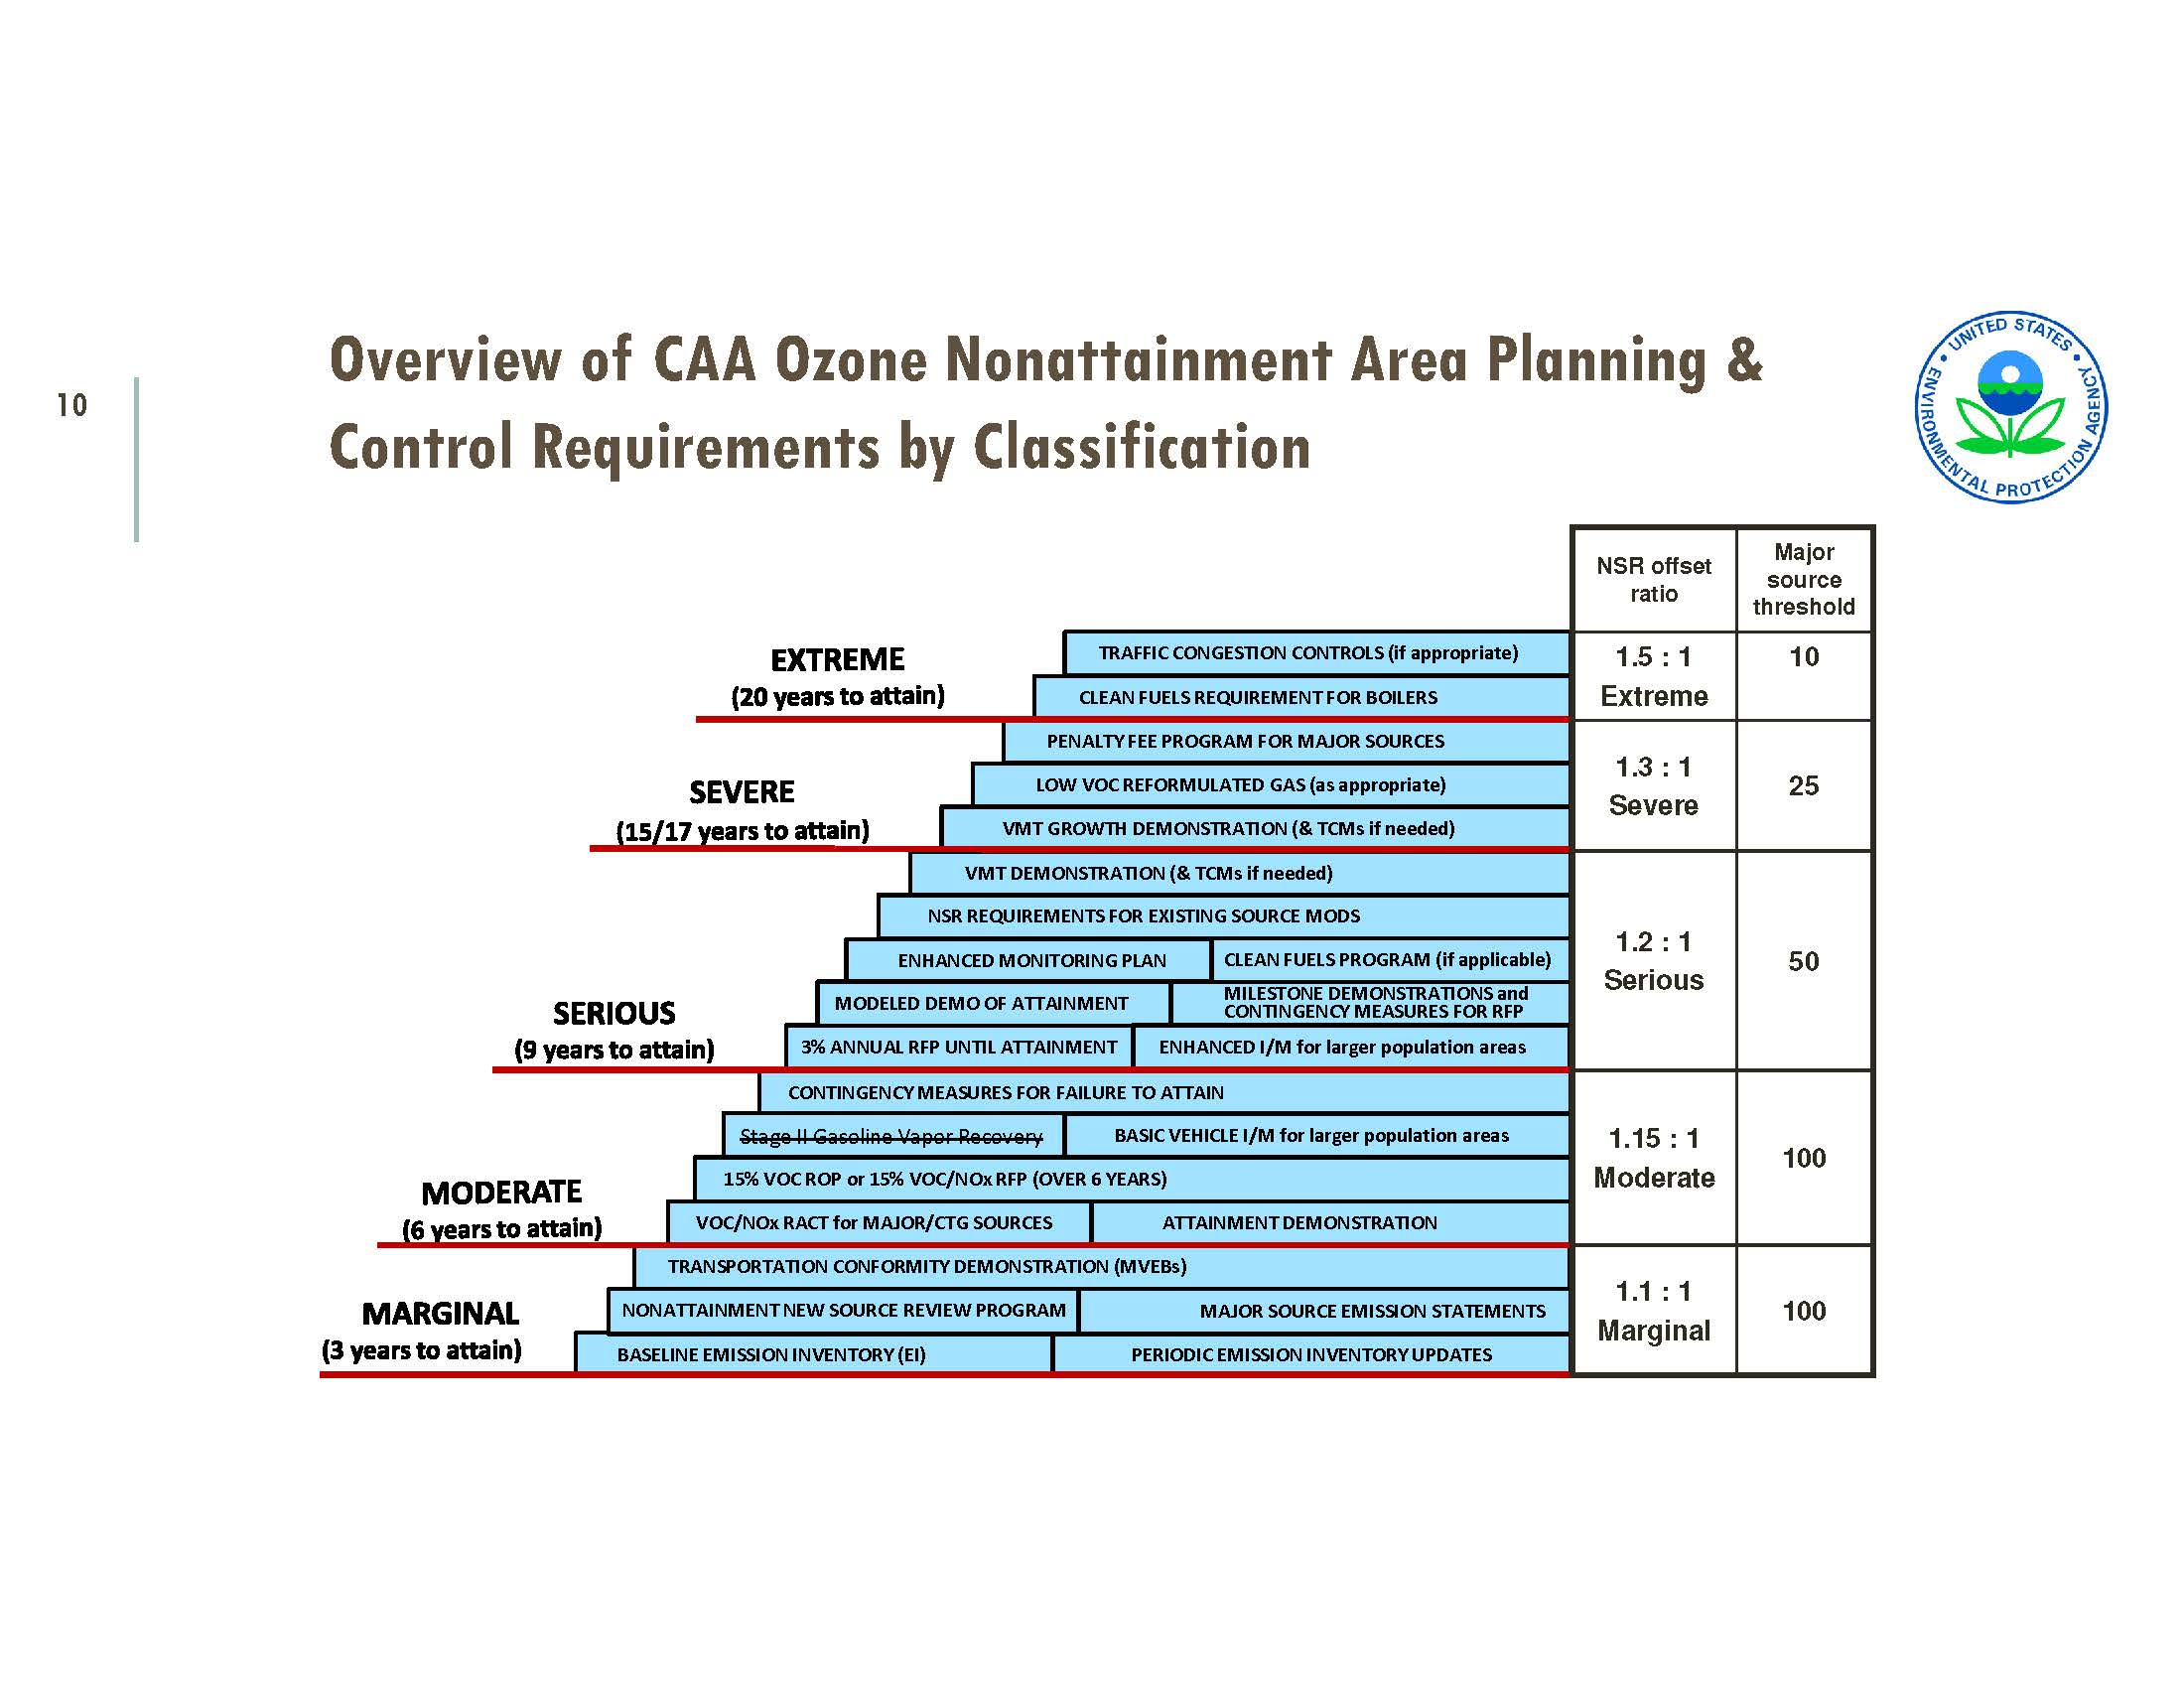 10
Overview of CAA Ozone Nonattainment Area Planning &
Control Requirements by Classification
UNITED STATES
ENVIRONMENTAL PROTECTION AGENCY
NSR offset
ratio
Major
source
threshold
EXTREME
(20 years to attain)
TRAFFIC CONGESTION CONTROLS (if appropriate)
CLEAN FUELS REQUIREMENT FOR BOILERS
1.5 : 1
Extreme
10
SEVERE
(15/17 years to attain)
PENALTY FEE PROGRAM FOR MAJOR SOURCES
LOW VOC REFORMULATED GAS (as appropriate)
VMT GROWTH DEMONSTRATION (& TCMs if needed)
1.3 : 1
Severe
25
SERIOUS
(9 years to attain)
VMT DEMONSTRATION (& TCMs if needed)
NSR REQUIREMENTS FOR EXISTING SOURCE MODS
ENHANCED MONITORING PLAN
CLEAN FUELS PROGRAM (if applicable)
MODELED DEMO OF ATTAINMENT
MILESTONE DEMONSTRATIONS and
CONTINGENCY MEASURES FOR RFP
3% ANNUAL RFP UNTIL ATTAINMENT
ENHANCED I/M for larger population areas
1.2 : 1
Serious
50
MODERATE
(6 years to attain)
CONTINGENCY MEASURES FOR FAILURE TO ATTAIN
Stage II Gasoline Vapor Recovery
BASIC VEHICLE I/M for larger population areas
15% VOC ROP or 15% VOC/NOx RFP (OVER 6 YEARS)
VOC/NOx RACT for MAJOR/CTG SOURCES
ATTAINMENT DEMONSTRATION
1.15 : 1
Moderate
100
MARGINAL
(3 years to attain)
TRANSPORTATION CONFORMITY DEMONSTRATION (MVEBs)
NONATTAINMENT NEW SOURCE REVIEW PROGRAM
MAJOR SOURCE EMISSION STATEMENTS
BASELINE EMISSION INVENTORY (EI)
PERIODIC EMISSION INVENTORY UPDATES
1.1 : 1
Marginal
100